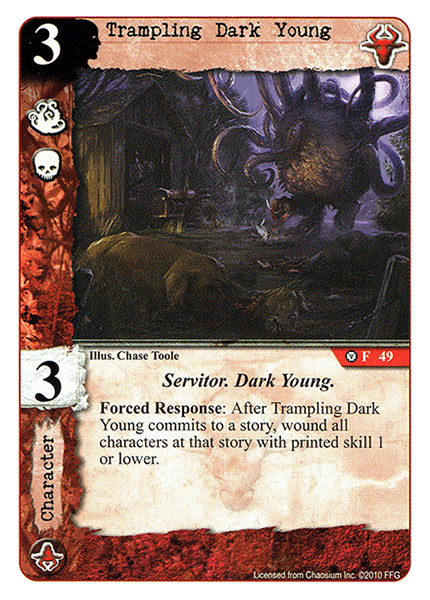 3
Trampling Dark Young
Illus. Chase Toole
F 49
3
Servitor. Dark Young.
Forced Response: After Trampling Dark
Young commits to a story, wound all
characters at that story with printed skill 1
or lower.
Character
Licensed from Chaosium Inc. ©2010 FFG